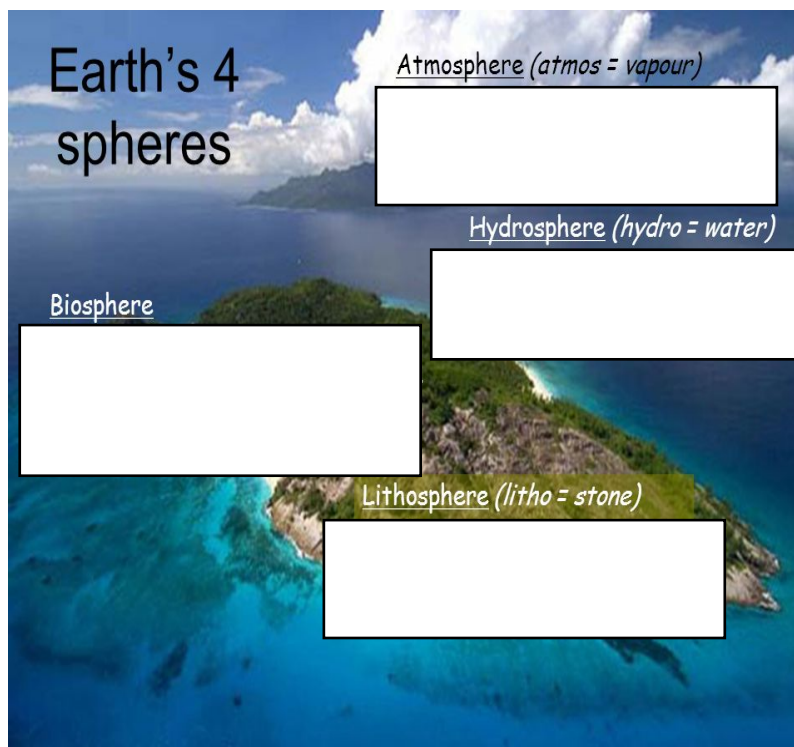 Earth's 4
spheres
Atmosphere (atmos = vapour)
Hydrosphere (hydro = water)
Biosphere
Lithosphere (litho = stone)